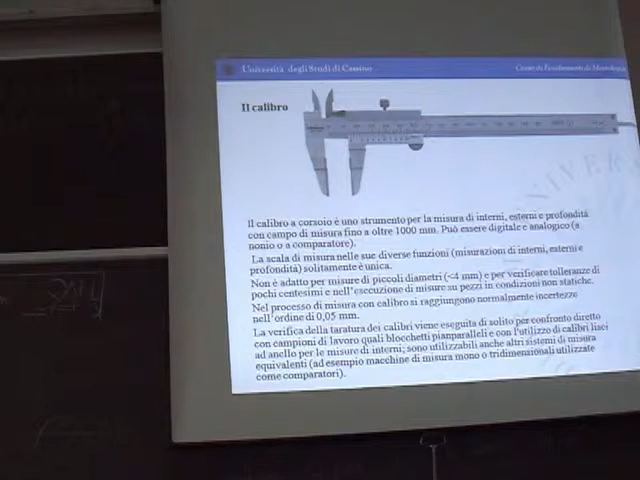 Università degli Studi di Cassino
Corso di Fondamenti di Metrologia
Il calibro
UNIVER
Il calibro a corsoio è uno strumento per la misura di interni, esterni e profondità
con campo di misura fino a oltre 1000 mm. Può essere digitale e analogico (a
nonio o a comparatore).
La scala di misura nelle sue diverse funzioni (misurazioni di interni, esterni e
profondità) solitamente è unica.
Non è adatto per misure di piccoli diametri (<4 mm) e per verificare tolleranze di
pochi centesimi e nell'esecuzione di misure su pezzi in condizioni non statiche.
Nel processo di misura con calibro si raggiungono normalmente incertezze
nell'ordine di 0,05 mm.
La verifica della taratura dei calibri viene eseguita di solito per confronto diretto
con campioni di lavoro quali blocchetti pianparalleli e con l'utilizzo di calibri lisci
ad anello per le misure di interni; sono utilizzabili anche altri sistemi di misura
equivalenti (ad esempio macchine di misura mono o tridimensionali utilizzate
come comparatori).